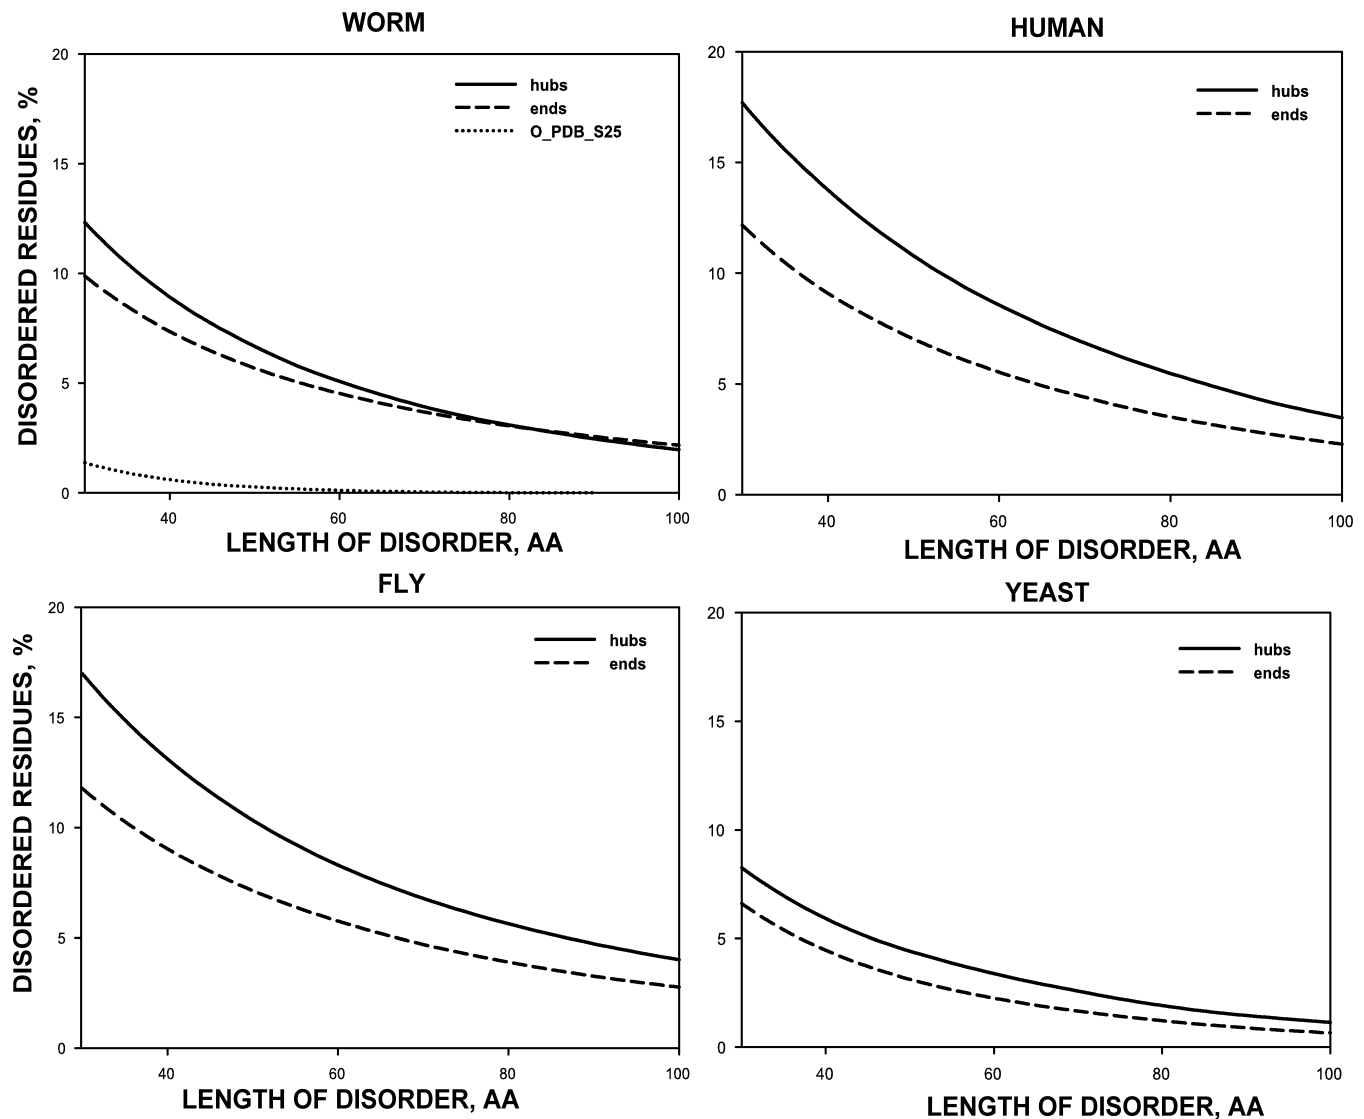 WORM
20
15
10
5
0
DISORDERED RESIDUES, %
hubs
ends
O_PDB_S25
40 60 80 100
LENGTH OF DISORDER, AA
HUMAN
20
15
10
5
0
hubs
ends
40 60 80 100
LENGTH OF DISORDER, AA
FLY
20
15
10
5
0
DISORDERED RESIDUES, %
hubs
ends
40 60 80 100
LENGTH OF DISORDER, AA
YEAST
20
15
10
5
0
hubs
ends
40 60 80 100
LENGTH OF DISORDER, AA